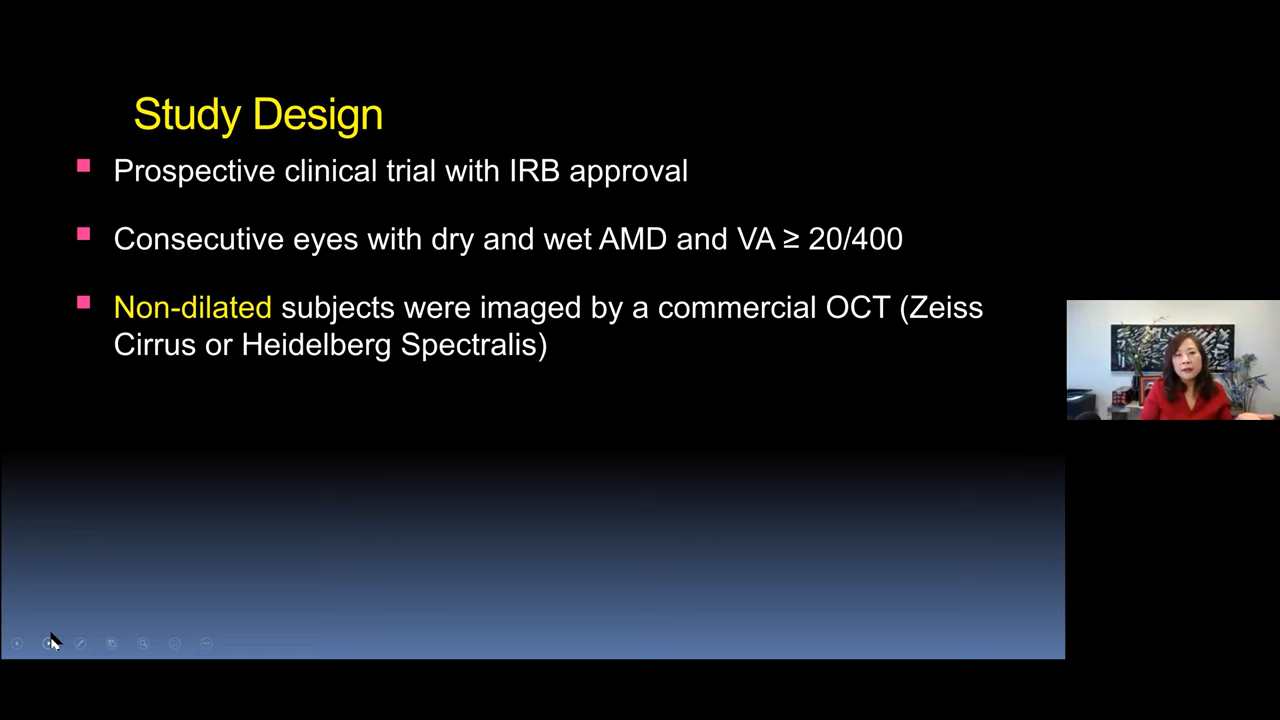 Study Design
Prospective clinical trial with IRB approval
Consecutive eyes with dry and wet AMD and VA ≥ 20/400
Non-dilated subjects were imaged by a commercial OCT (Zeiss
Cirrus or Heidelberg Spectralis)